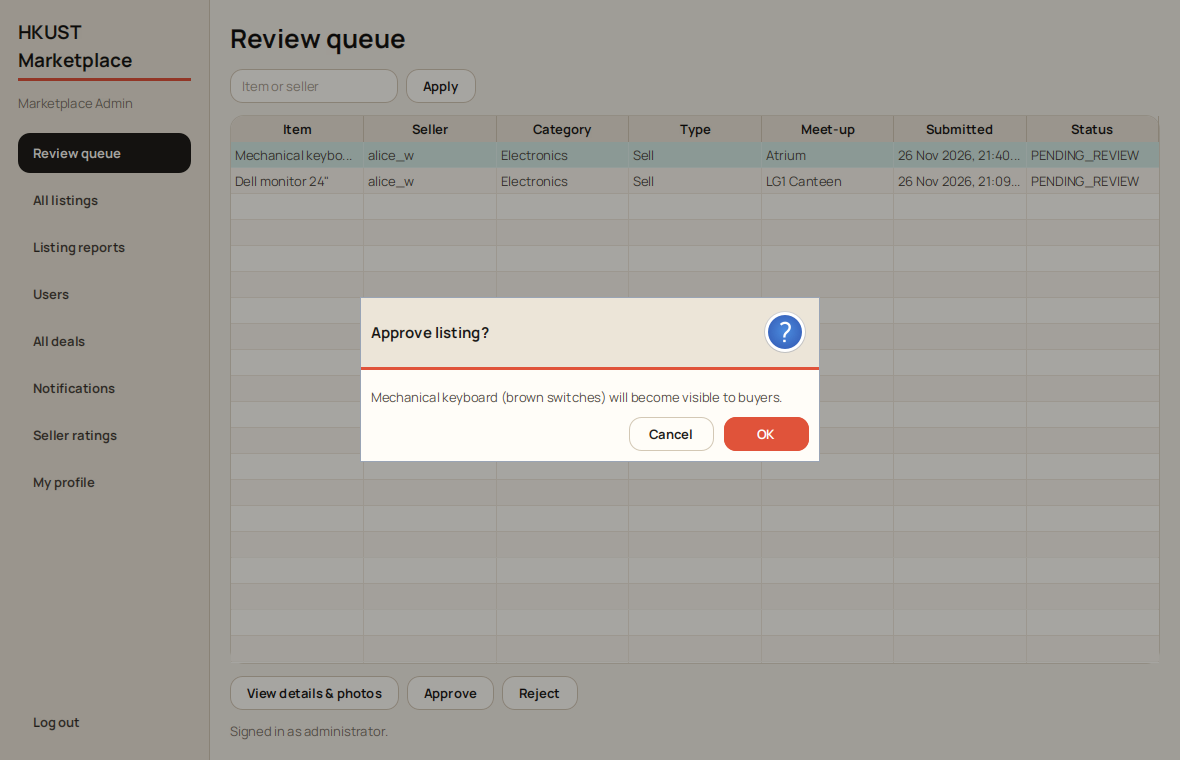 HKUST
Marketplace
Marketplace Admin
Review queue
All listings
Listing reports
Users
All deals
Notifications
Seller ratings
My profile
Log out
Review queue
Item or seller
Apply
Item Seller Category Type Meet-up Submitted Status
Mechanical keybo... alice_w Electronics Sell Atrium 26 Nov 2026, 21:40... PENDING_REVIEW
Dell monitor 24" alice_w Electronics Sell LG1 Canteen 26 Nov 2026, 21:09... PENDING_REVIEW
Approve listing?
?
Mechanical keyboard (brown switches) will become visible to buyers.
Cancel OK
View details & photos Approve Reject
Signed in as administrator.